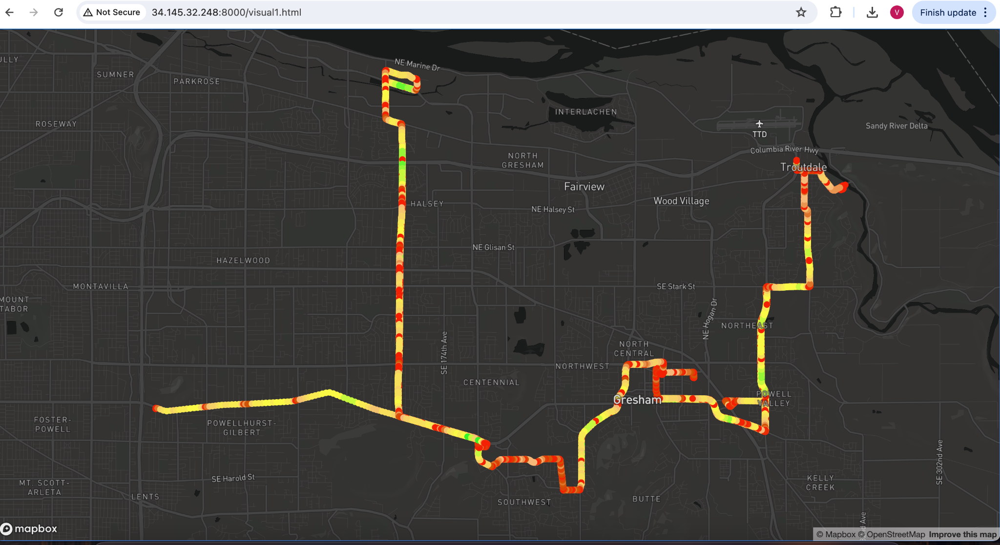 Not Secure
34.145.32.248:8000/visual1.html
V
Finish update
NE Marine Dr
SUMNER
PARKROSE
INTERLACHEN
ROSEWAY
Sandy River Delta
TTD
Columbia River Hwy
NORTH
GRESHAM
Troutdale
Fairview
Wood Village
HALSEY
NE Halsey St
NE Glisan St
HAZELWOOD
MONTAVILLA
SE Stark St
MOUNT
TABOR
NE Hogan Dr
NORTHEAST
SE 174th Ave
NORTH
CENTRAL
NORTHWEST
CENTENNIAL
POWELL
VALLEY
Gresham
FOSTER-
POWELL
POWELLHURST-
GILBERT
SE 302nd Ave
SE Harold St
MT. SCOTT-
ARLETA
KELLY
CREEK
LENTS
SOUTHWEST
BUTTE
Ave
mapbox
© Mapbox © OpenStreetMap Improve this map